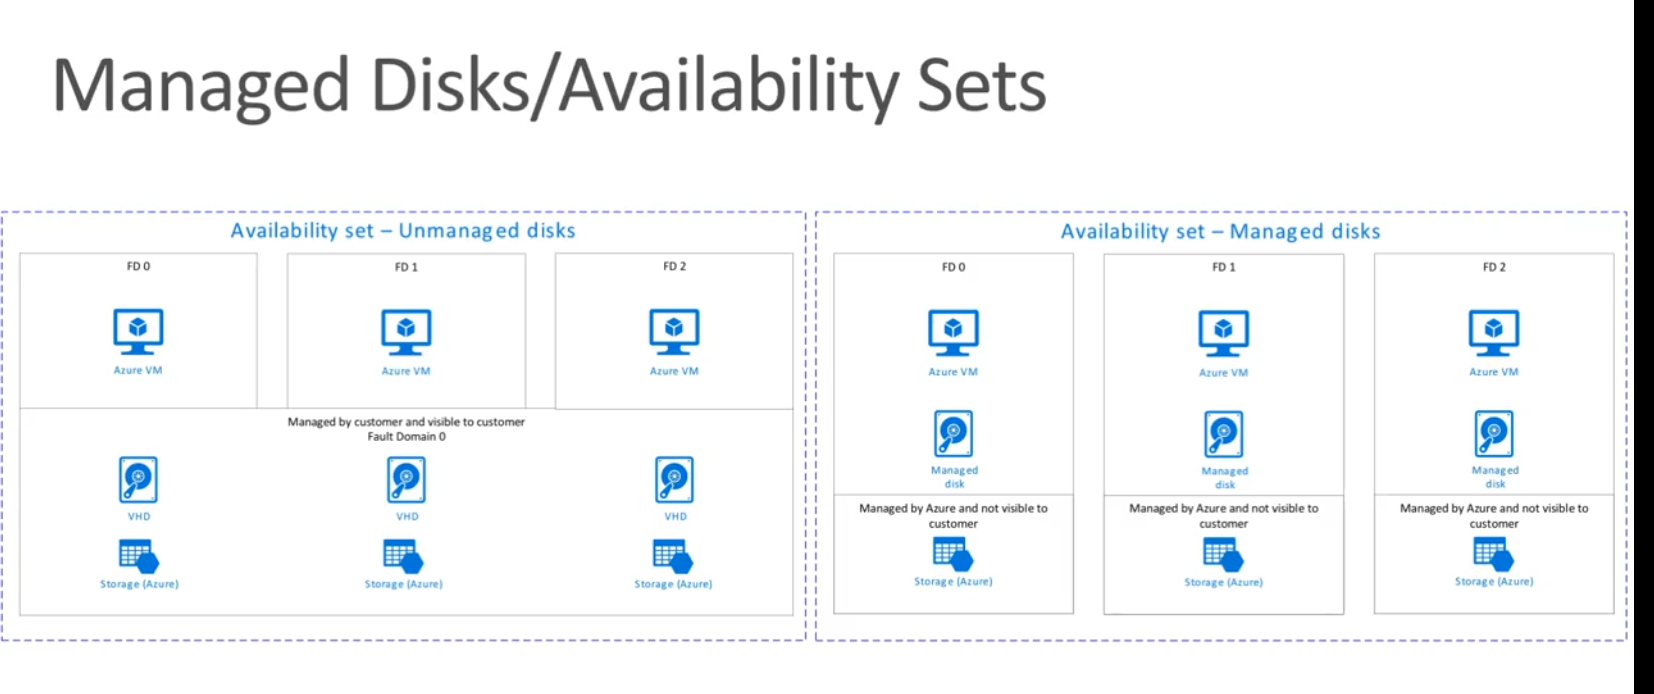 Managed Disks/Availability Sets
Availability set – Unmanaged disks
FD 0
FD 1
FD 2
Azure VM
Azure VM
Azure VM
Managed by customer and visible to customer
Fault Domain 0
VHD
VHD
VHD
Storage (Azure)
Storage (Azure)
Storage (Azure)
Availability set – Managed disks
FD 0
FD 1
FD 2
Azure VM
Azure VM
Azure VM
Managed
disk
Managed
disk
Managed
disk
Managed by Azure and not visible to
customer
Managed by Azure and not visible to
customer
Managed by Azure and not visible to
customer
Storage (Azure)
Storage (Azure)
Storage (Azure)